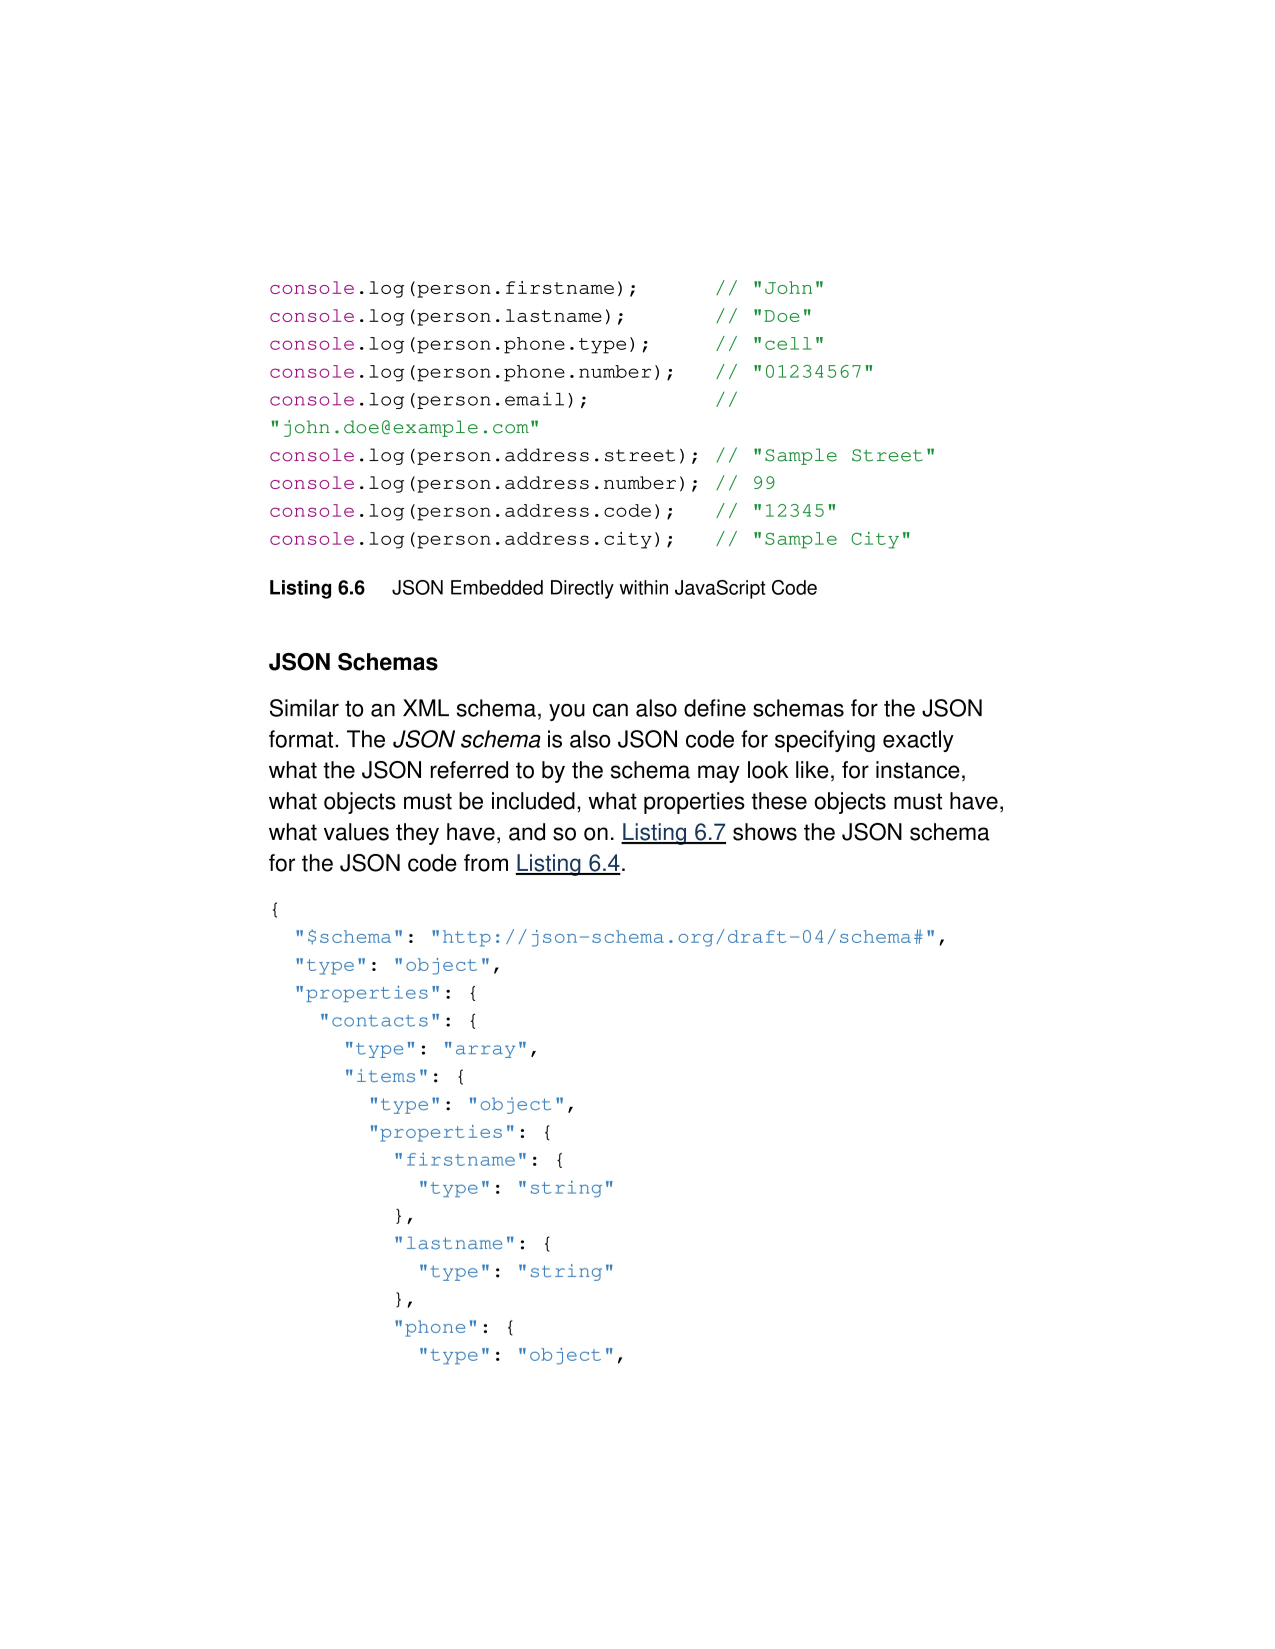 console.log(person.firstname);      // "John"
console.log(person.lastname);       // "Doe"
console.log(person.phone.type);     // "cell"
console.log(person.phone.number);   // "01234567"
console.log(person.email);          //
"john.doe@example.com"
console.log(person.address.street); // "Sample Street"
console.log(person.address.number); // 99
console.log(person.address.code);   // "12345"
console.log(person.address.city);   // "Sample City"
Listing 6.6 JSON Embedded Directly within JavaScript Code
JSON Schemas
Similar to an XML schema, you can also define schemas for the JSON
format. The JSON schema is also JSON code for specifying exactly
what the JSON referred to by the schema may look like, for instance,
what objects must be included, what properties these objects must have,
what values they have, and so on. Listing 6.7 shows the JSON schema
for the JSON code from Listing 6.4.
{
  "$schema": "http://json-schema.org/draft-04/schema#",
  "type": "object",
  "properties": {
    "contacts": {
      "type": "array",
      "items": {
        "type": "object",
        "properties": {
          "firstname": {
            "type": "string"
          },
          "lastname": {
            "type": "string"
          },
          "phone": {
            "type": "object",